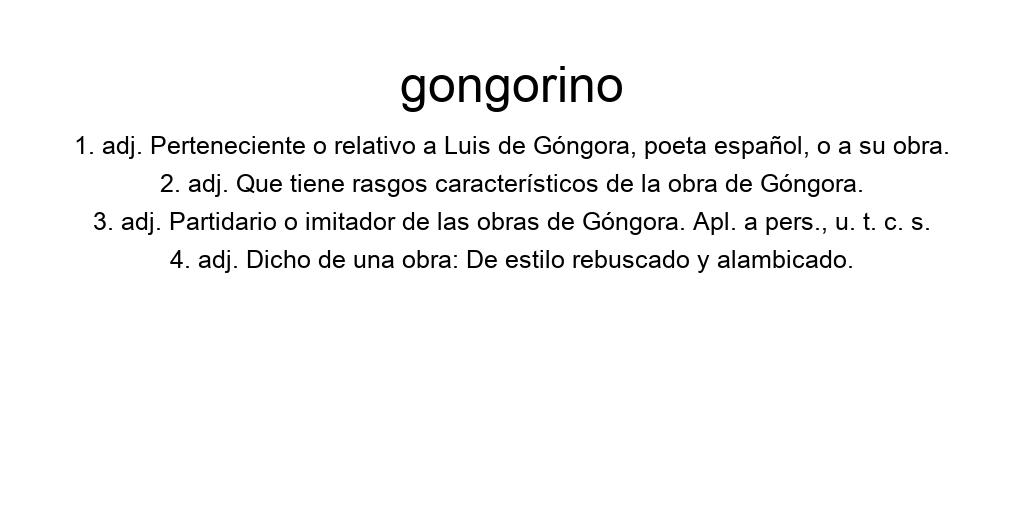 gongorino
1. adj. Perteneciente o relativo a Luis de Góngora, poeta español, o a su obra.
2. adj. Que tiene rasgos característicos de la obra de Góngora.
3. adj. Partidario o imitador de las obras de Góngora. Apl. a pers., u. t. c. s.
4. adj. Dicho de una obra: De estilo rebuscado y alambicado.